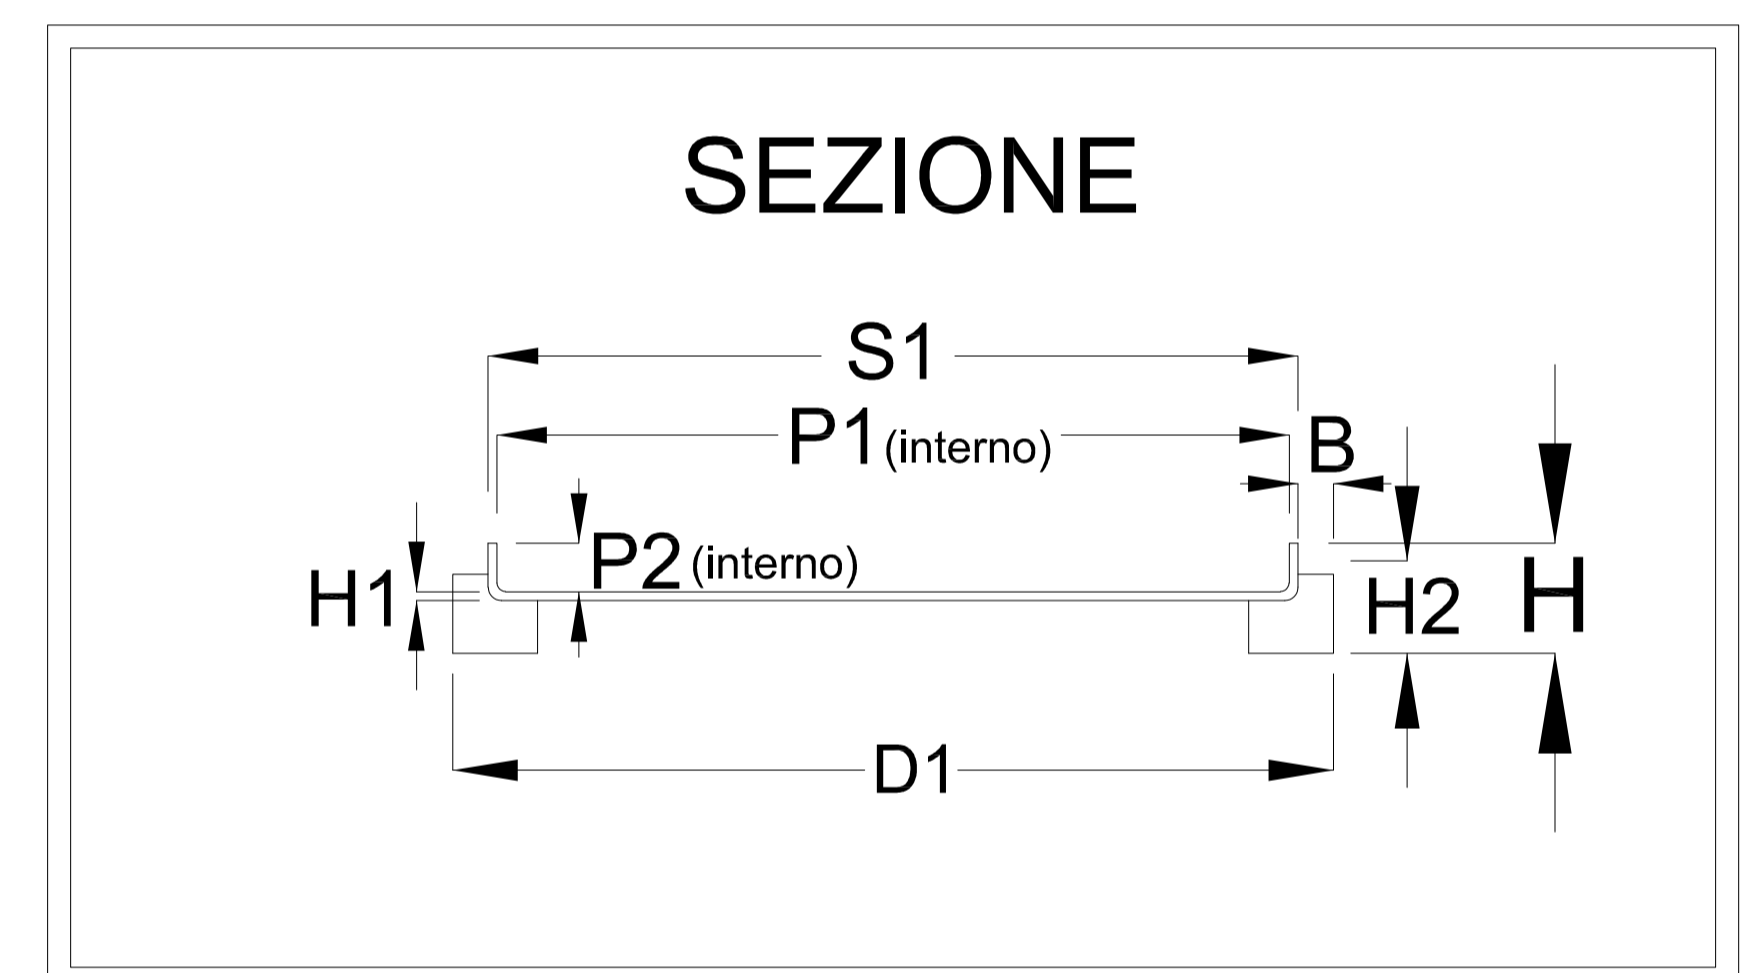 SEZIONE
S1
P1 (interno)
B
P2 (interno)
H1
H2
H
D1